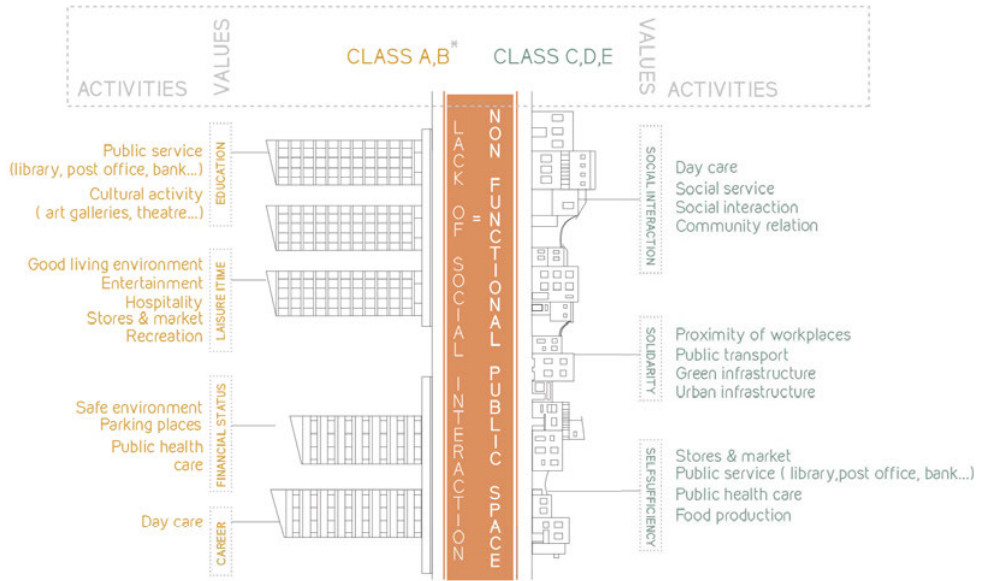 ACTIVITIES
VALUES
CLASS A,B*
CLASS C,D,E
VALUES
ACTIVITIES
Public service
(library, post office, bank...)
Cultural activity
( art galleries, theatre...)
EDUCATION
Good living environment
Entertainment
Hospitality
Stores & market
Recreation
LAISURE ITIME
Safe environment
Parking places
Public health
care
FINANCIAL STATUS
Day care
CAREER
LACK OF SOCIAL INTERACTION
=
NON FUNCTIONAL PUBLIC SPACE
SOCIAL INTERACTION
Day care
Social service
Social interaction
Community relation
SOLIDARITY
Proximity of workplaces
Public transport
Green infrastructure
Urban infrastructure
SELFSUFFICIENCY
Stores & market
Public service ( library,post office, bank...)
Public health care
Food production